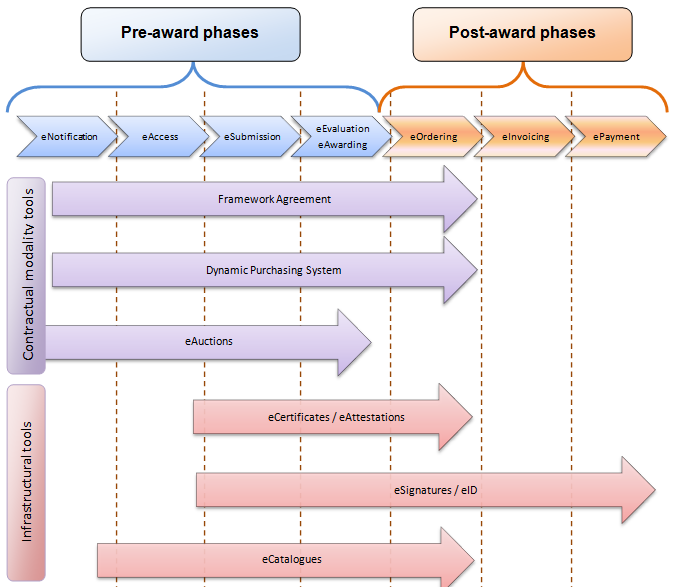 Pre-award phases
Post-award phases
eNotification
eAccess
eSubmission
eEvaluation
eAwarding
eOrdering
eInvoicing
ePayment
Contractual modality tools
Framework Agreement
Dynamic Purchasing System
eAuctions
Infrastructural tools
eCertificates / eAttestations
eSignatures / eID
eCatalogues